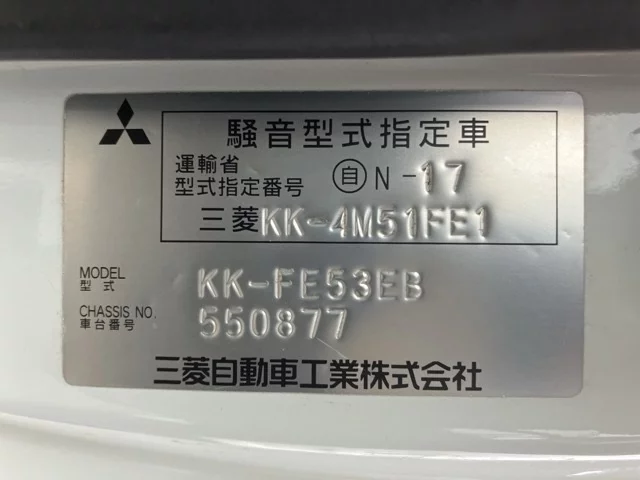 騒音型式指定車
運輸省
型式指定番号 自 N-17
三菱KK-4M51FE1
MODEL
型式 KK-FE53EB
CHASSIS NO.
車台番号 550877
三菱自動車工業株式会社